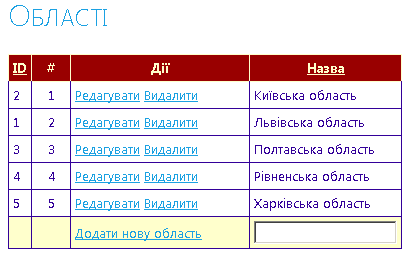 Області
ID # Дії Назва
2 1 Редагувати Видалити Київська область
1 2 Редагувати Видалити Львівська область
3 3 Редагувати Видалити Полтавська область
4 4 Редагувати Видалити Рівненська область
5 5 Редагувати Видалити Харківська область
Додати нову область